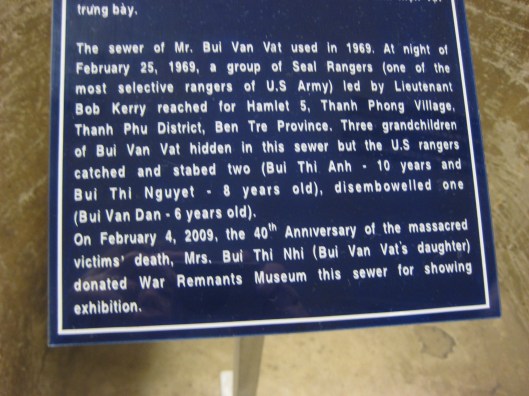 trưng bày.
The sewer of Mr. Bui Van Vat used in 1969. At night of
February 25, 1969, a group of Seal Rangers (one of the
most selective rangers of U.S Army) led by Lieutenant
Bob Kerry reached for Hamlet 5, Thanh Phong Village,
Thanh Phu District, Ben Tre Province. Three grandchildren
of Bui Van Vat hidden in this sewer but the U.S rangers
catched and stabed two (Bui Thi Anh - 10 years and
Bui Thi Nguyet - 8 years old), disembowelled one
(Bui Van Dan - 6 years old).
On February 4, 2009, the 40th Anniversary of the massacred
victims' death, Mrs. Bui Thi Nhi (Bui Van Vat's daughter)
donated War Remnants Museum this sewer for showing
exhibition.